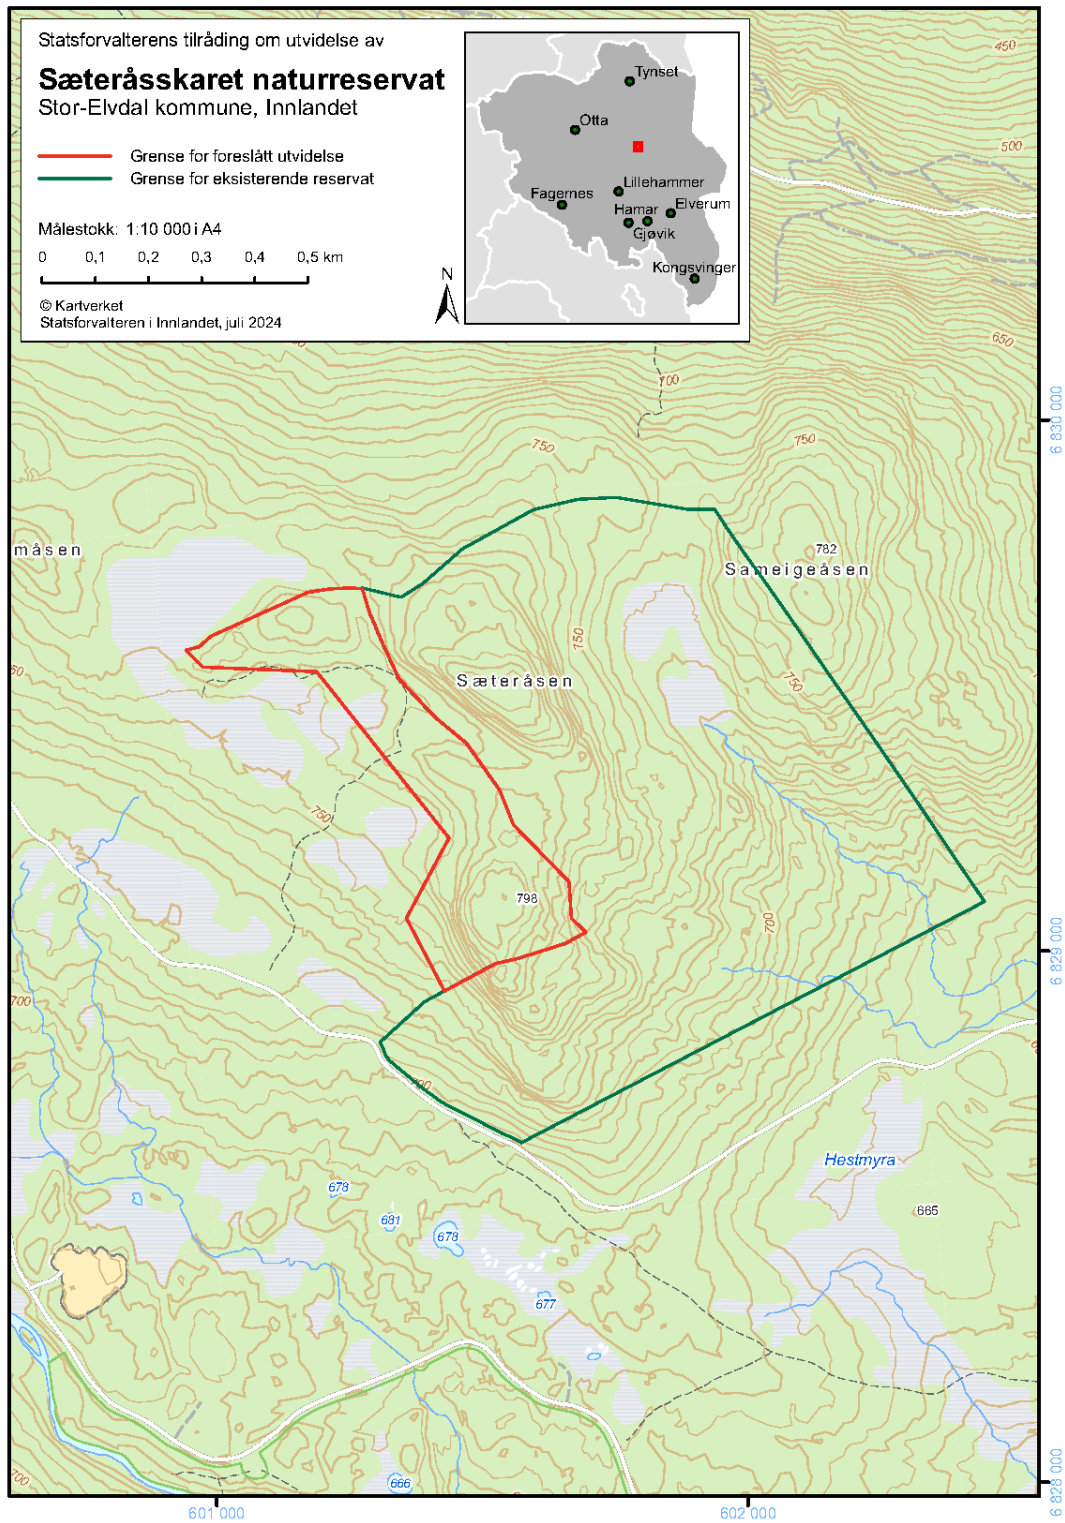 Statsforvalterens tilråding om utvidelse av
Sæteråsskaret naturreservat
Stor-Elvdal kommune, Innlandet
Grense for foreslått utvidelse
Grense for eksisterende reservat
Målestokk: 1:10 000 i A4
0 0,1 0,2 0,3 0,4 0,5 km
© Kartverket
Statsforvalteren i Innlandet, juli 2024
N
Tynset
Otta
Lillehammer
Fagernes
Elverum
Hamar
Gjøvik
Kongsvinger
450
500
650
700
750
750
6 830 000
måsen
782
Sameigeåsen
750
Sæteråsen
750
750
798
700
6 829 000
700
700
Hestmyra
678
665
681
678
677
666
700
6 828 000
601 000
602 000